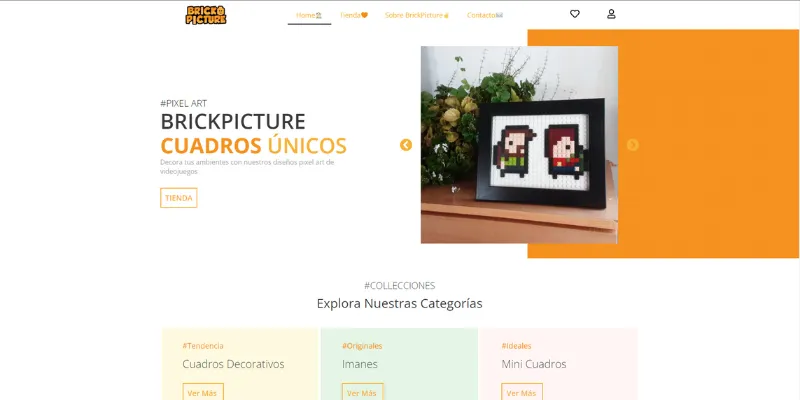 BRICK
PICTURE
Home
Tienda
Sobre BrickPicture
Contacto
#PIXEL ART
BRICKPICTURE
CUADROS ÚNICOS
Decora tus ambientes con nuestros diseños pixel art de
videojuegos
TIENDA
#COLLECCIONES
Explora Nuestras Categorías
#Tendencia
Cuadros Decorativos
Ver Más
#Originales
Imanes
Ver Más
#Ideales
Mini Cuadros
Ver Más